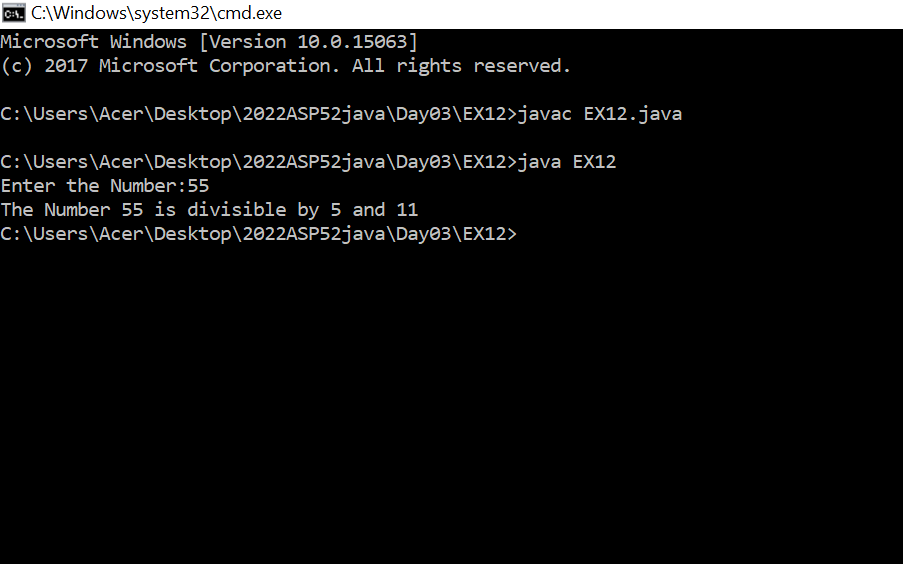 C:\Windows\system32\cmd.exe
Microsoft Windows [Version 10.0.15063]
(c) 2017 Microsoft Corporation. All rights reserved.
C:\Users\Acer\Desktop\2022ASP52java\Day03\EX12>javac EX12.java
C:\Users\Acer\Desktop\2022ASP52java\Day03\EX12>java EX12
Enter the Number:55
The Number 55 is divisible by 5 and 11
C:\Users\Acer\Desktop\2022ASP52java\Day03\EX12>